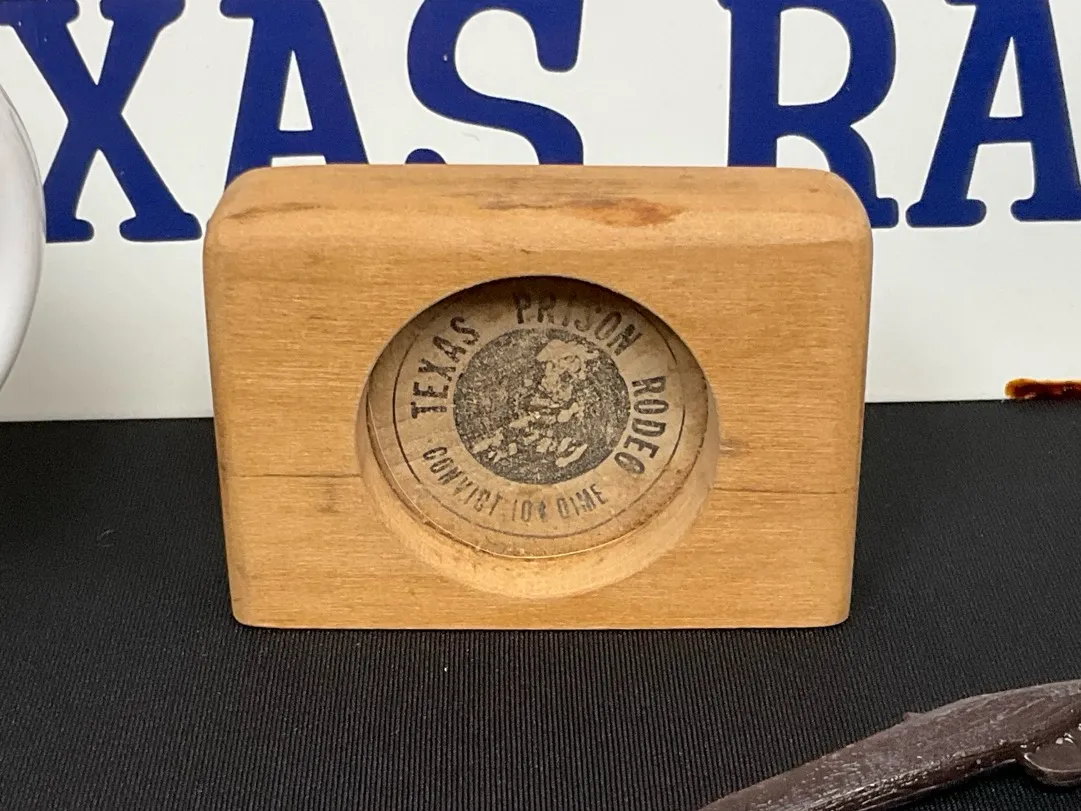 XAS RA
TEXAS PRISON RODEO
CONVICT 10¢ DIME